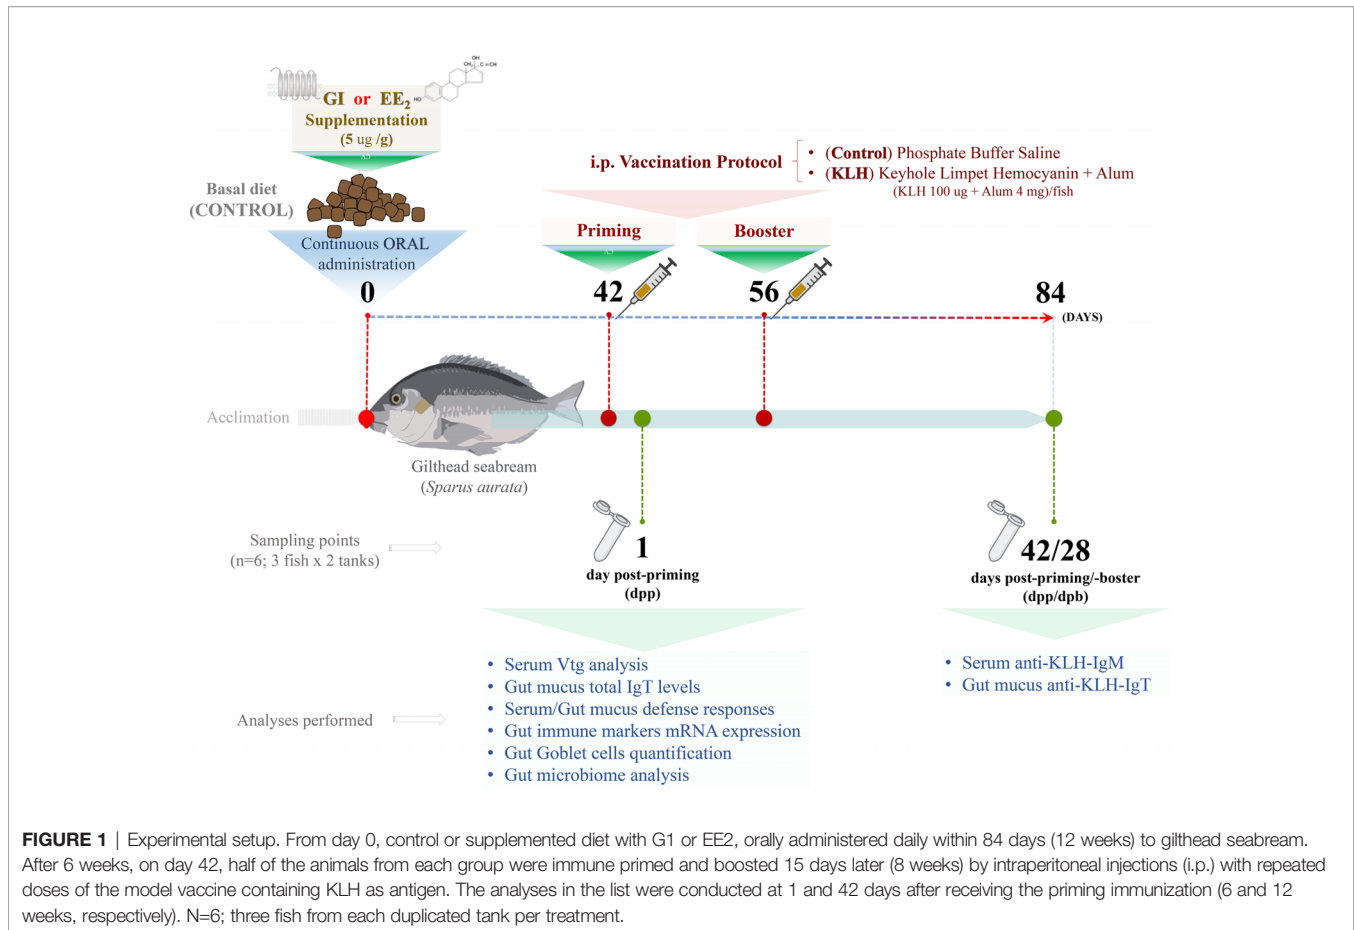 GI or EE2
Supplementation
(5 ug /g)
CH3
OH
C≡CH
HO
Basal diet
(CONTROL)
Continuous ORAL
administration
i.p. Vaccination Protocol
• (Control) Phosphate Buffer Saline
• (KLH) Keyhole Limpet Hemocyanin + Alum
(KLH 100 ug + Alum 4 mg)/fish
Priming
Booster
0
42
56
84
(DAYS)
Acclimation
Gilthead seabream
(Sparus aurata)
Sampling points
(n=6; 3 fish x 2 tanks)
1
day post-priming
(dpp)
42/28
days post-priming/-boster
(dpp/dpb)
Analyses performed
• Serum Vtg analysis
• Gut mucus total IgT levels
• Serum/Gut mucus defense responses
• Gut immune markers mRNA expression
• Gut Goblet cells quantification
• Gut microbiome analysis
• Serum anti-KLH-IgM
• Gut mucus anti-KLH-IgT
FIGURE 1 | Experimental setup. From day 0, control or supplemented diet with G1 or EE2, orally administered daily within 84 days (12 weeks) to gilthead seabream.
After 6 weeks, on day 42, half of the animals from each group were immune primed and boosted 15 days later (8 weeks) by intraperitoneal injections (i.p.) with repeated
doses of the model vaccine containing KLH as antigen. The analyses in the list were conducted at 1 and 42 days after receiving the priming immunization (6 and 12
weeks, respectively). N=6; three fish from each duplicated tank per treatment.